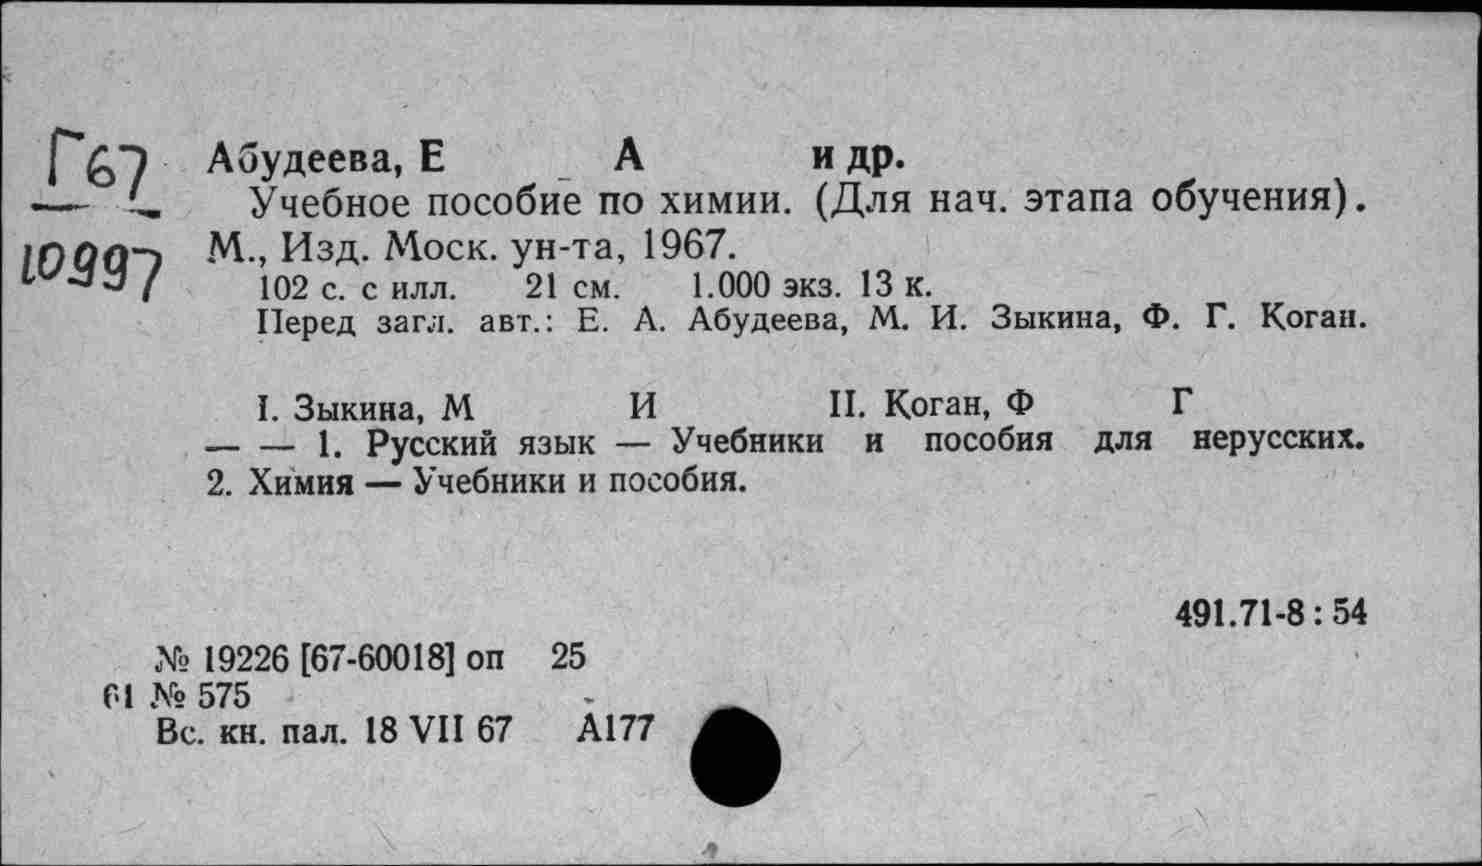 Г67
10997
Абудеева, Е А и др.
Учебное пособие по химии. (Для нач. этапа обучения).
М., Изд. Моск. ун-та, 1967.
102 с. с илл. 21 см. 1.000 экз. 13 к.
Перед загл. авт.: Е. А. Абудеева, М. И. Зыкина, Ф. Г. Коган.
I. Зыкина, М И II. Коган, Ф Г
— — 1. Русский язык — Учебники и пособия для нерусских.
2. Химия — Учебники и пособия.
491.71-8 : 54
№ 19226 [67-60018] оп 25
61 № 575
Вс. кн. пал. 18 VII 67 А177